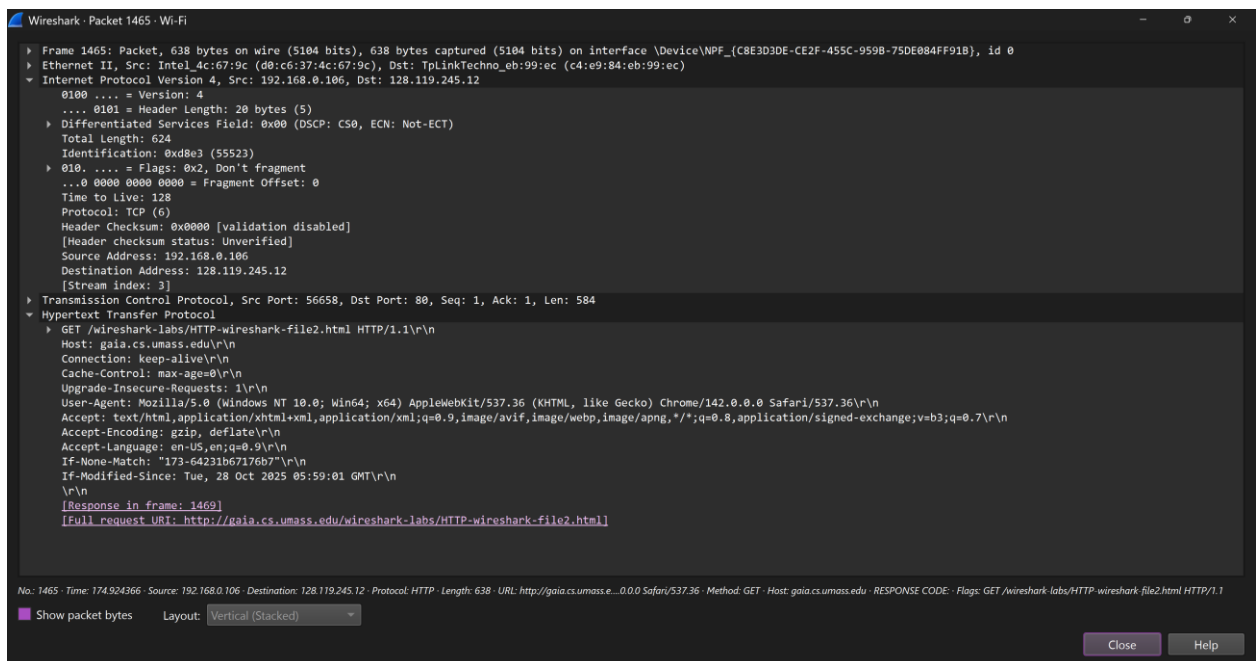 Wireshark · Packet 1465 · Wi-Fi
Frame 1465: Packet, 638 bytes on wire (5104 bits), 638 bytes captured (5104 bits) on interface \Device\NPF_{C8E3D3DE-CE2F-455C-959B-75DE084FF91B}, id 0
Ethernet II, Src: Intel_4c:67:9c (d0:c6:37:4c:67:9c), Dst: TpLinkTechno_eb:99:ec (c4:e9:84:eb:99:ec)
Internet Protocol Version 4, Src: 192.168.0.106, Dst: 128.119.245.12
0100 .... = Version: 4
.... 0101 = Header Length: 20 bytes (5)
Differentiated Services Field: 0x00 (DSCP: CS0, ECN: Not-ECT)
Total Length: 624
Identification: 0xd8e3 (55523)
010. .... = Flags: 0x2, Don't fragment
...0 0000 0000 0000 = Fragment Offset: 0
Time to Live: 128
Protocol: TCP (6)
Header Checksum: 0x0000 [validation disabled]
[Header checksum status: Unverified]
Source Address: 192.168.0.106
Destination Address: 128.119.245.12
[Stream index: 3]
Transmission Control Protocol, Src Port: 56658, Dst Port: 80, Seq: 1, Ack: 1, Len: 584
Hypertext Transfer Protocol
GET /wireshark-labs/HTTP-wireshark-file2.html HTTP/1.1\r\n
Host: gaia.cs.umass.edu\r\n
Connection: keep-alive\r\n
Cache-Control: max-age=0\r\n
Upgrade-Insecure-Requests: 1\r\n
User-Agent: Mozilla/5.0 (Windows NT 10.0; Win64; x64) AppleWebKit/537.36 (KHTML, like Gecko) Chrome/142.0.0.0 Safari/537.36\r\n
Accept: text/html,application/xhtml+xml,application/xml;q=0.9,image/avif,image/webp,image/apng,*/*;q=0.8,application/signed-exchange;v=b3;q=0.7\r\n
Accept-Encoding: gzip, deflate\r\n
Accept-Language: en-US,en;q=0.9\r\n
If-None-Match: "173-64231b67176b7"\r\n
If-Modified-Since: Tue, 28 Oct 2025 05:59:01 GMT\r\n
\r\n
[Response in frame: 1469]
[Full request URI: http://gaia.cs.umass.edu/wireshark-labs/HTTP-wireshark-file2.html]
No.: 1465 · Time: 174.924366 · Source: 192.168.0.106 · Destination: 128.119.245.12 · Protocol: HTTP · Length: 638 · URL: http://gaia.cs.umass.e....0.0.0 Safari/537.36 · Method: GET · Host: gaia.cs.umass.edu · RESPONSE CODE: · Flags: GET /wireshark-labs/HTTP-wireshark-file2.html HTTP/1.1
Show packet bytes Layout: Vertical (Stacked)
Close Help